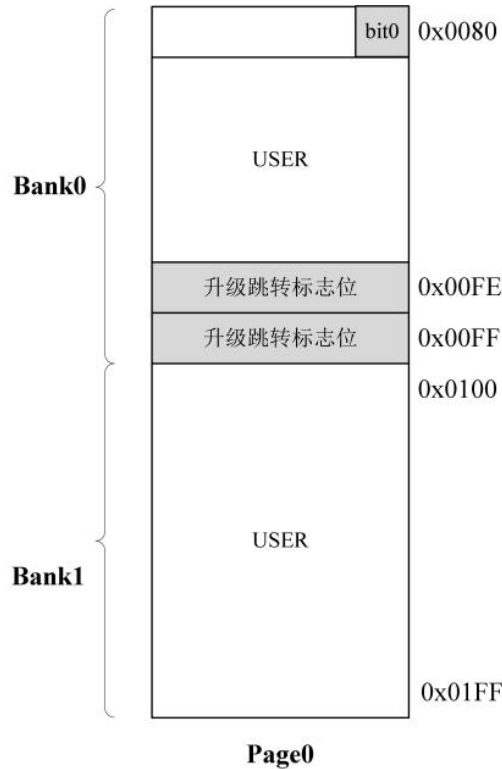 bit0 0x0080
USER
Bank0
升级跳转标志位 0x00FE
升级跳转标志位 0x00FF
0x0100
USER
Bank1
0x01FF
Page0